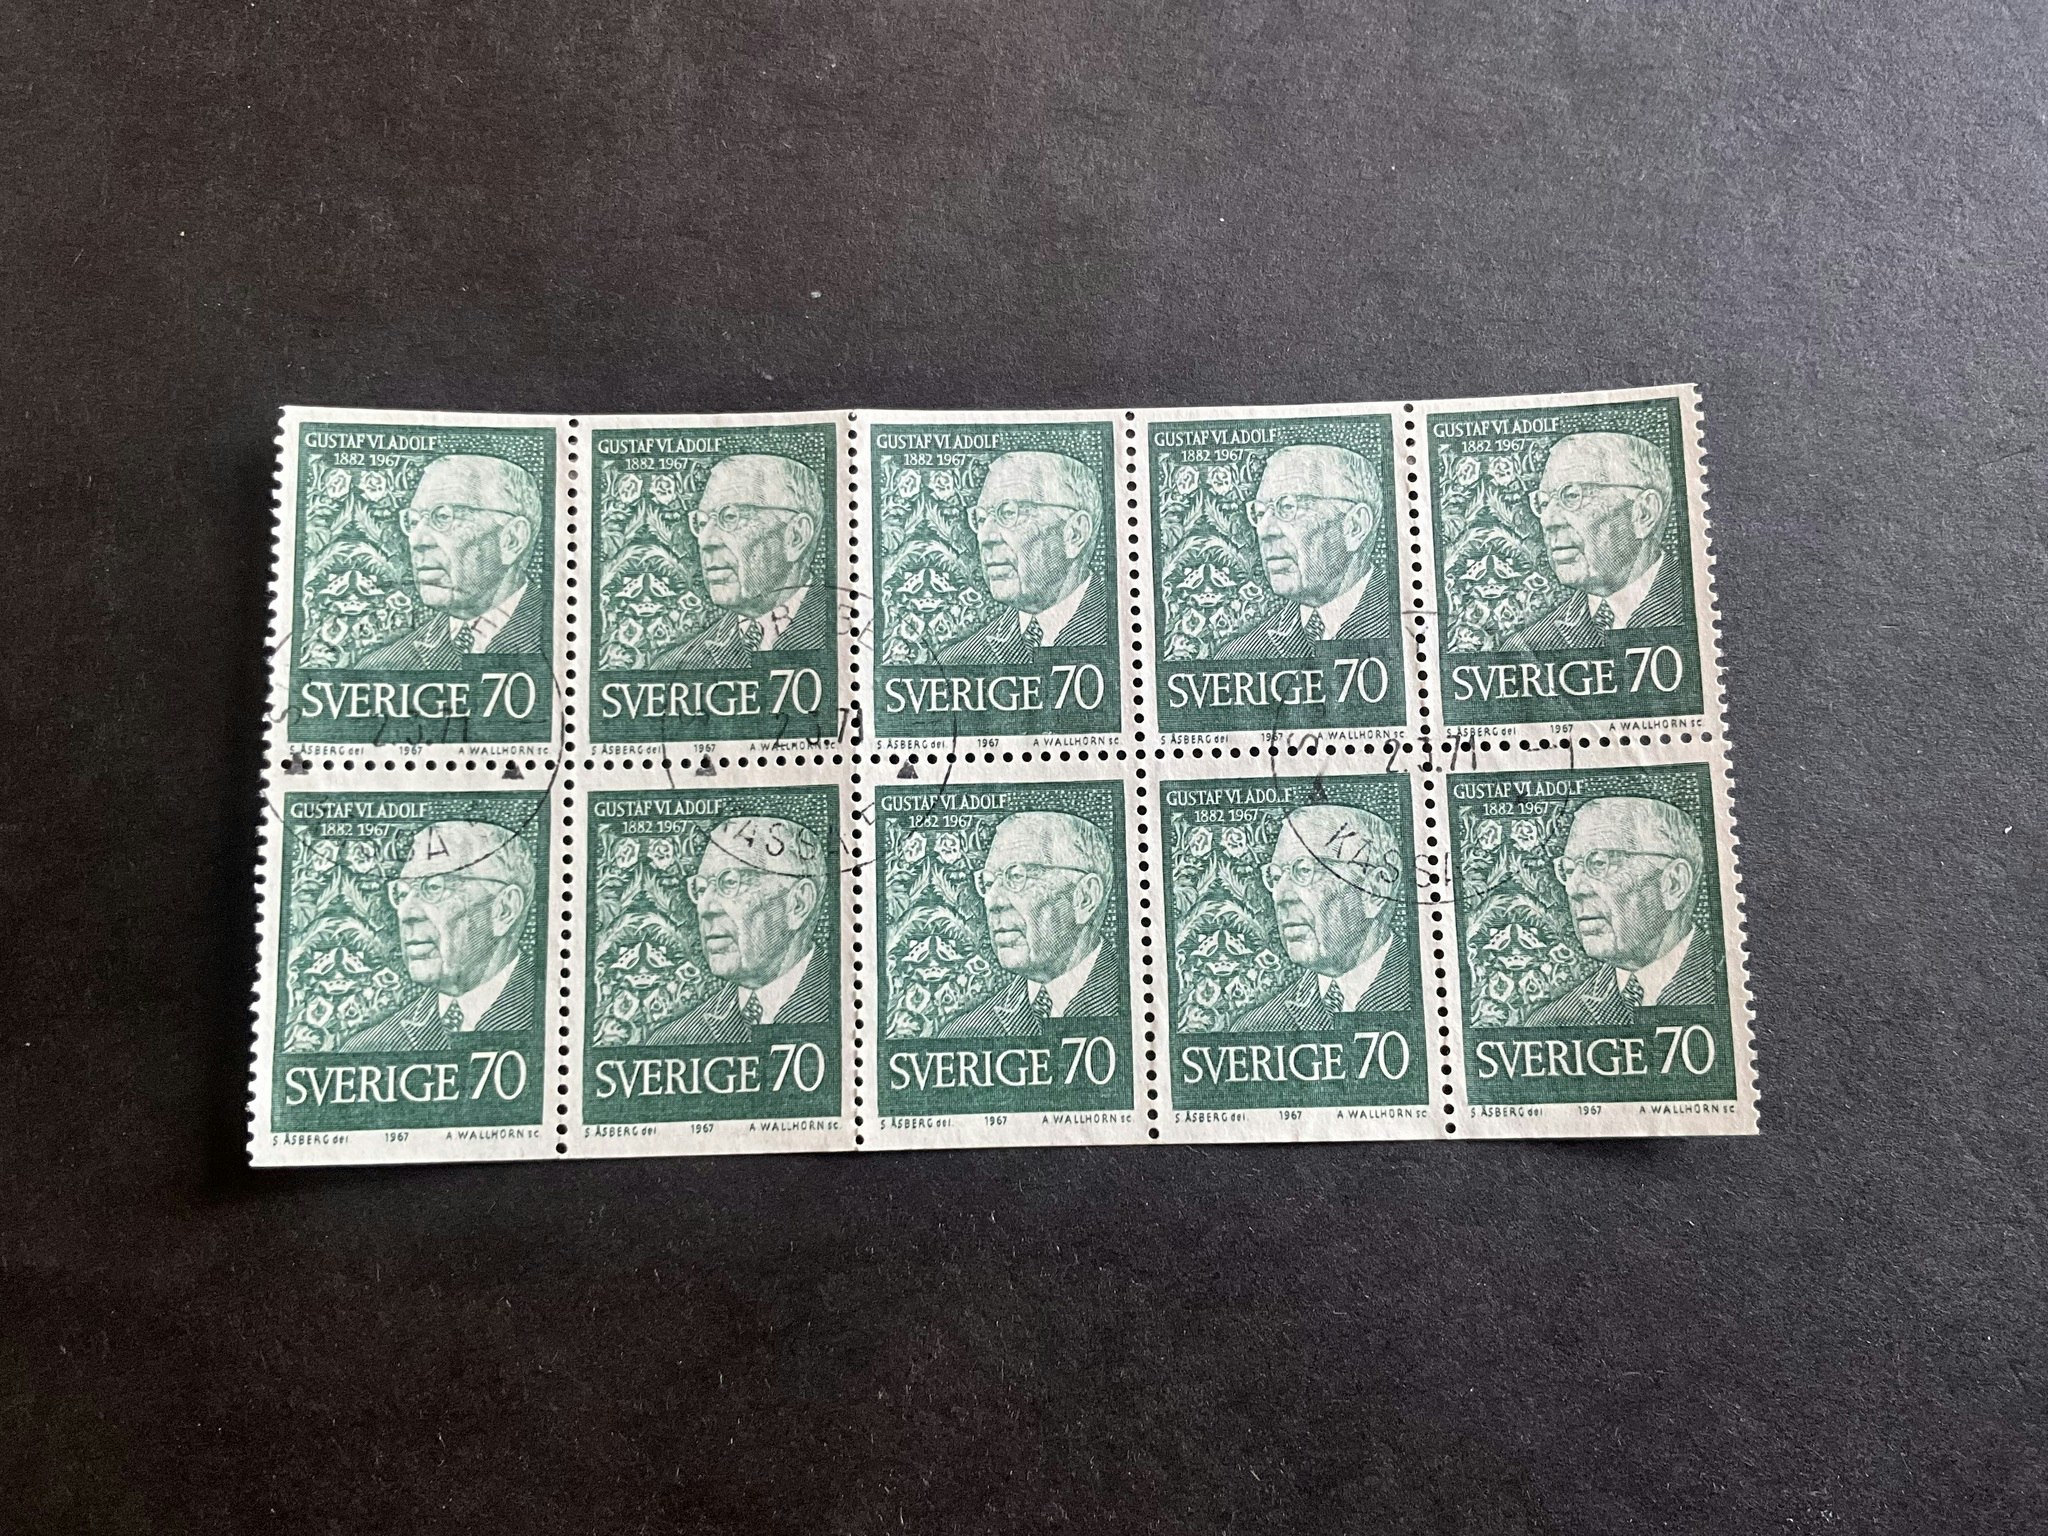 GUSTAF VI ADOLF GUSTAF VI ADOLF GUSTAF VI ADOLF GUSTAF VI ADOLF GUSTAF VI ADOLF
1882 1967 1882 1967 1882 1967 1882 1967 1882 1967
SVERIGE 70 SVERIGE 70 SVERIGE 70 SVERIGE 70 SVERIGE 70
S ÅSBERG del. 1967 A WALLHORN sc. S ÅSBERG del. 1967 A WALLHORN sc. S ÅSBERG del. 1967 A WALLHORN sc. S ÅSBERG del. 1967 A WALLHORN sc. S ÅSBERG del. 1967 A WALLHORN sc.
GUSTAF VI ADOLF GUSTAF VI ADOLF GUSTAF VI ADOLF GUSTAF VI ADOLF GUSTAF VI ADOLF
1882 1967 1882 1967 1882 1967 1882 1967 1882 1967
SVERIGE 70 SVERIGE 70 SVERIGE 70 SVERIGE 70 SVERIGE 70
S ÅSBERG del. 1967 A WALLHORN sc. S ÅSBERG del. 1967 A WALLHORN sc. S ÅSBERG del. 1967 A WALLHORN sc. S ÅSBERG del. 1967 A WALLHORN sc. S ÅSBERG del. 1967 A WALLHORN sc.